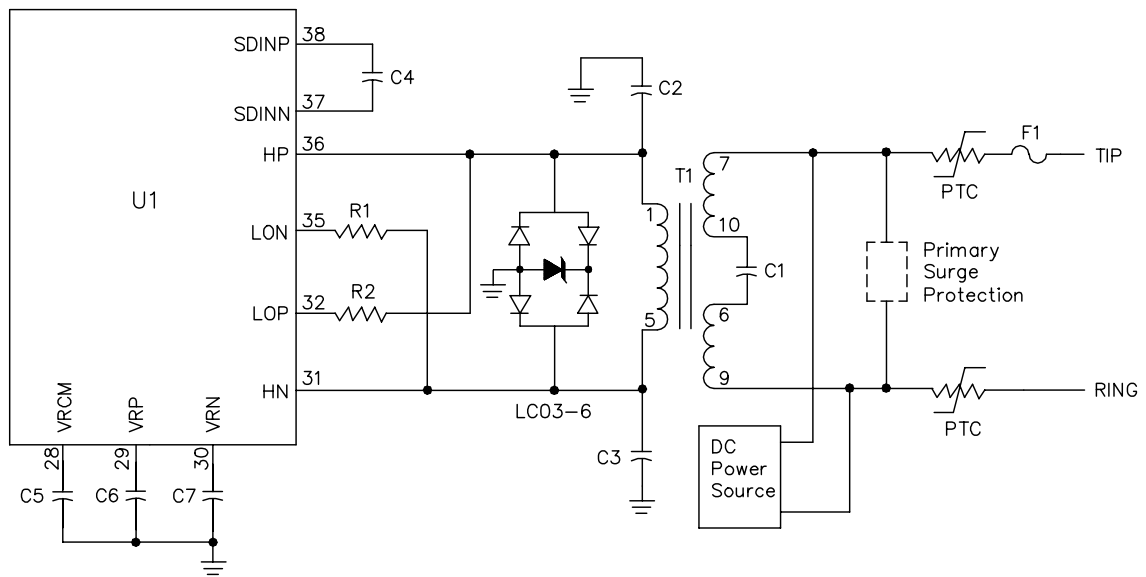 38
SDINP
C4
37
SDINN
C2
36
HP
F1
TIP
PTC
7
T1
U1
35
R1
LON
1
10
C1
Primary
Surge
Protection
R2
32
LOP
5
6
31
HN
9
RING
PTC
LC03-6
VRCM
VRP
VRN
28
29
30
C5
C6
C7
C3
DC
Power
Source